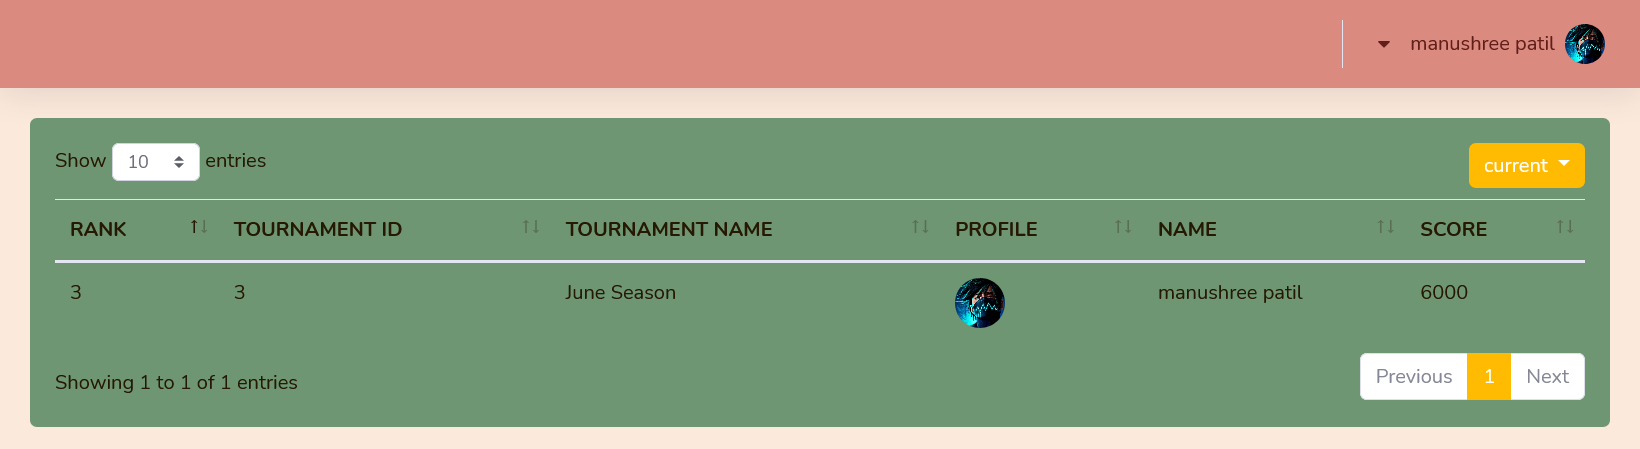 manushree patil
Show 10 entries
current
RANK TOURNAMENT ID TOURNAMENT NAME PROFILE NAME SCORE
3 3 June Season manushree patil 6000
Showing 1 to 1 of 1 entries
Previous 1 Next